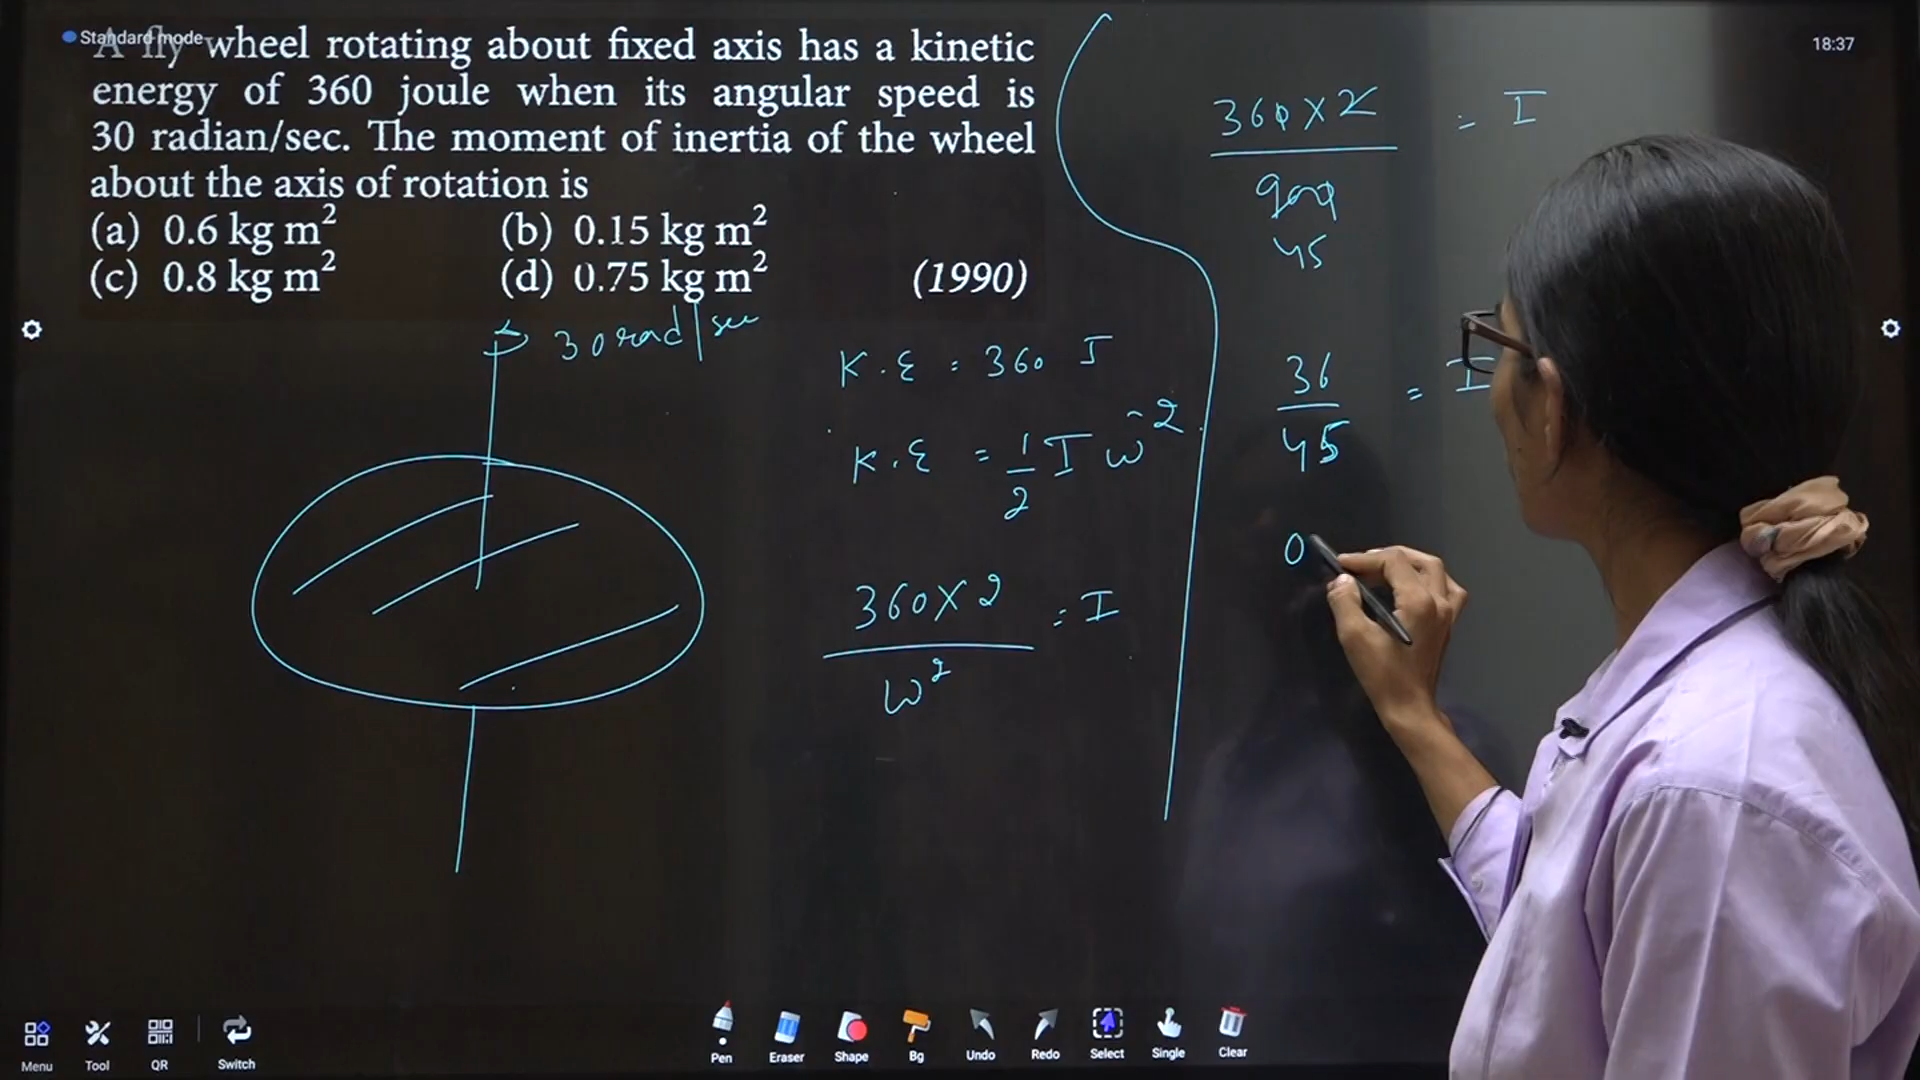 Standard mode
A fly wheel rotating about fixed axis has a kinetic
energy of 360 joule when its angular speed is
30 radian/sec. The moment of inertia of the wheel
about the axis of rotation is
(a) 0.6 kg m²
(b) 0.15 kg m²
(c) 0.8 kg m²
(d) 0.75 kg m²
(1990)
30 rad/sec
K.E = 360 J
K.E = 1/2 I ω²
360 × 2 / ω² = I
360 × 2 / 900 = I
45
36 / 45 = I
0
18:37
Menu
Tool
QR
Switch
Pen
Eraser
Shape
Bg
Undo
Redo
Select
Single
Clear